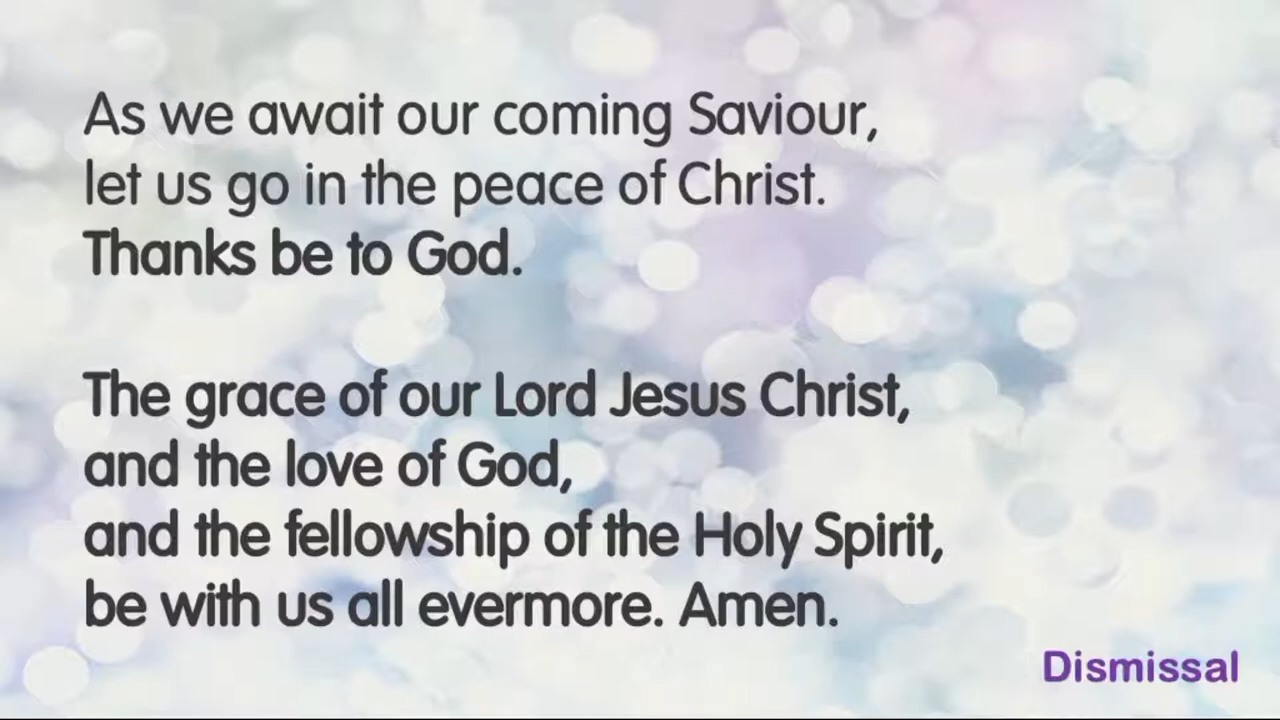 As we await our coming Saviour,
let us go in the peace of Christ.
Thanks be to God.
The grace of our Lord Jesus Christ,
and the love of God,
and the fellowship of the Holy Spirit,
be with us all evermore. Amen.
Dismissal